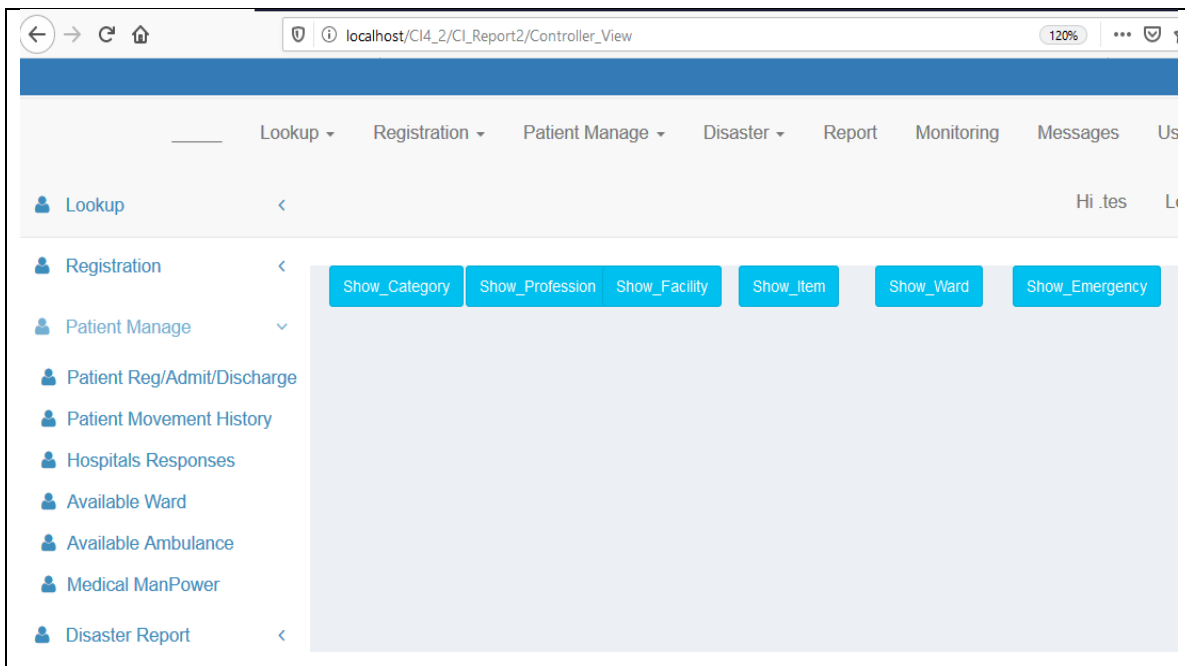 localhost/CI4_2/CI_Report2/Controller_View 120%
Lookup Registration Patient Manage Disaster Report Monitoring Messages Us
Hi .tes Lo
Lookup
Registration
Patient Manage
Patient Reg/Admit/Discharge
Patient Movement History
Hospitals Responses
Available Ward
Available Ambulance
Medical ManPower
Disaster Report
Show_Category Show_Profession Show_Facility Show_Item Show_Ward Show_Emergency